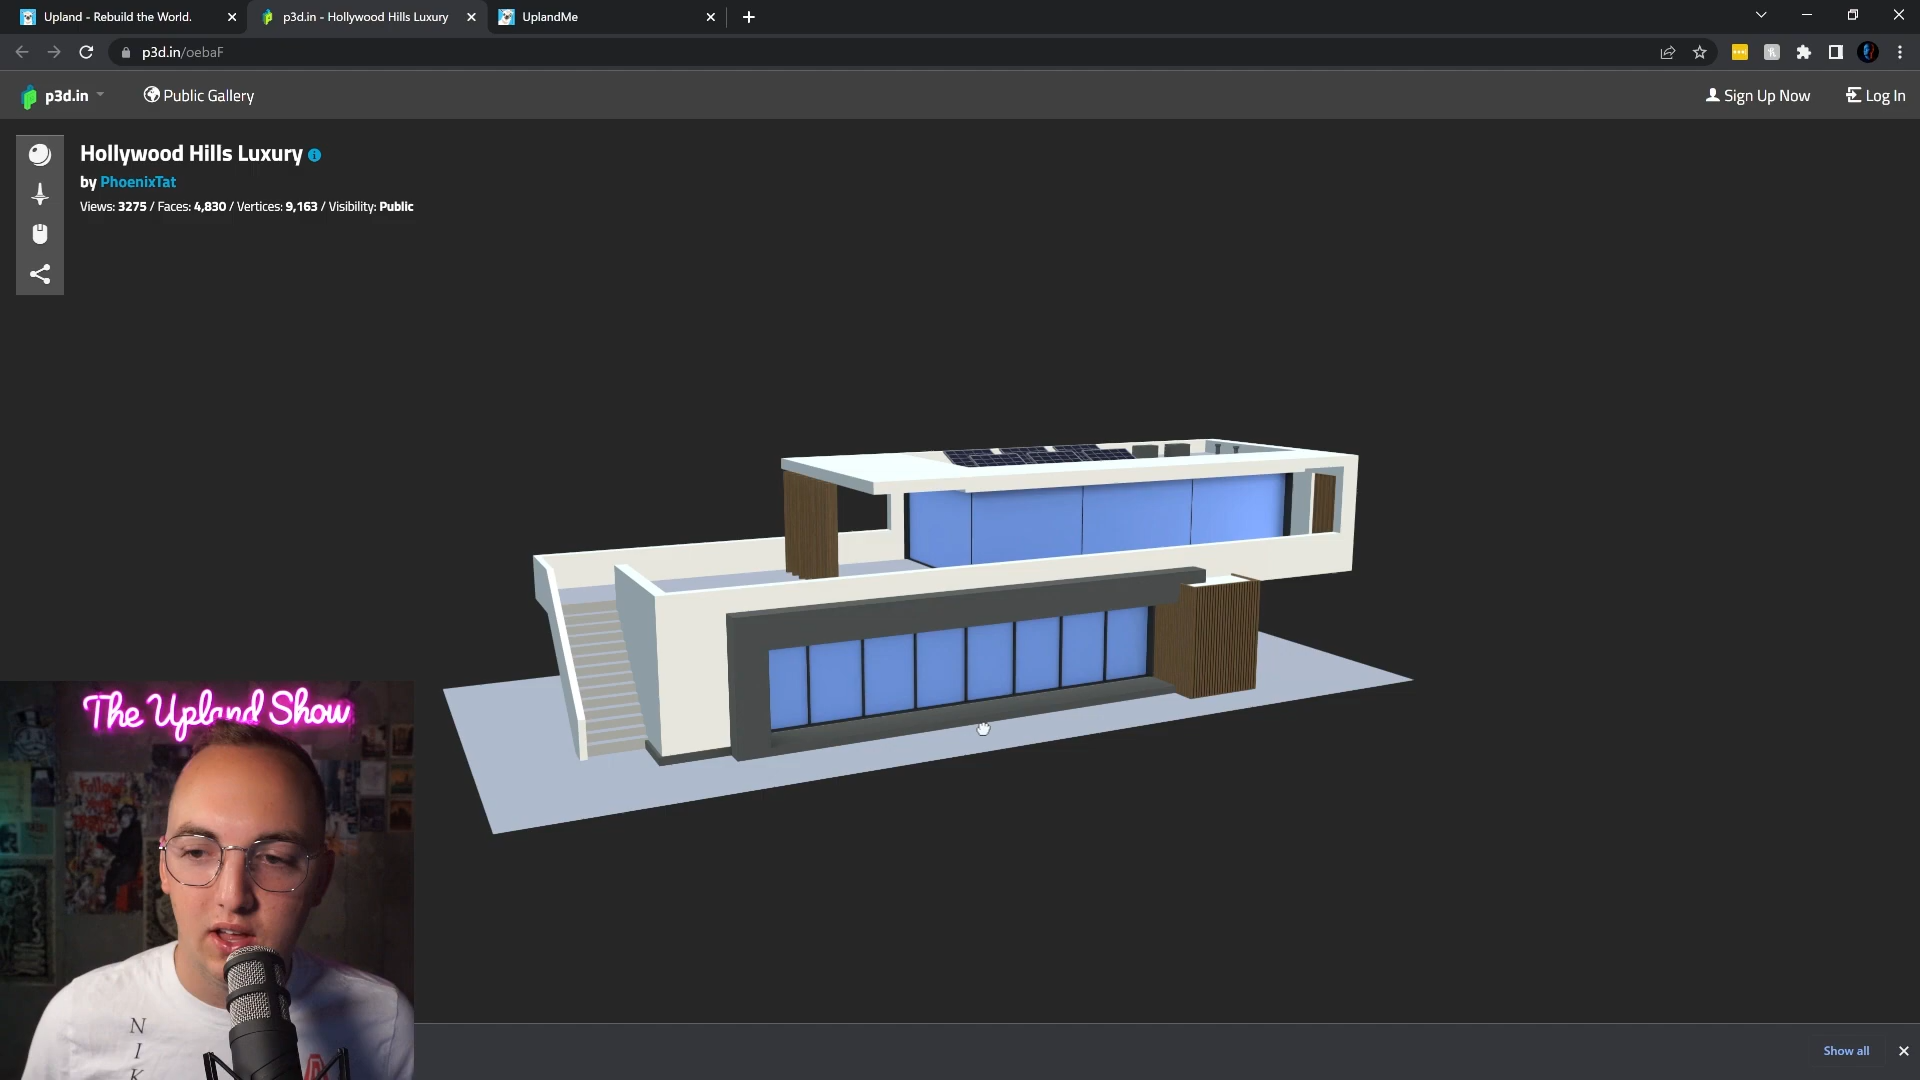 Upland - Rebuild the World.
p3d.in - Hollywood Hills Luxury
UplandMe
p3d.in/oebaF
p3d.in
Public Gallery
Sign Up Now
Log In
Hollywood Hills Luxury
by PhoenixTat
Views: 3275 / Faces: 4,830 / Vertices: 9,163 / Visibility: Public
The Upland Show
N
I
K
Show all